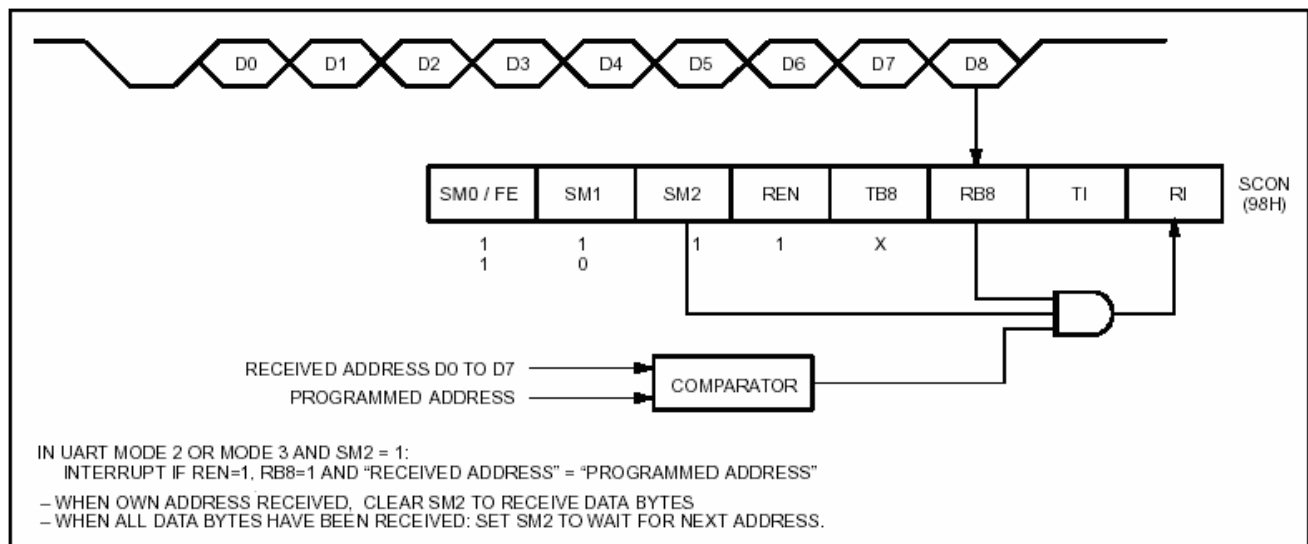 D0 D1 D2 D3 D4 D5 D6 D7 D8
SM0 / FE SM1 SM2 REN TB8 RB8 TI RI
SCON
(98H)
1 1 1 1 X
1 0
RECEIVED ADDRESS D0 TO D7
PROGRAMMED ADDRESS
COMPARATOR
IN UART MODE 2 OR MODE 3 AND SM2 = 1:
INTERRUPT IF REN=1, RB8=1 AND “RECEIVED ADDRESS” = “PROGRAMMED ADDRESS”
– WHEN OWN ADDRESS RECEIVED, CLEAR SM2 TO RECEIVE DATA BYTES
– WHEN ALL DATA BYTES HAVE BEEN RECEIVED: SET SM2 TO WAIT FOR NEXT ADDRESS.